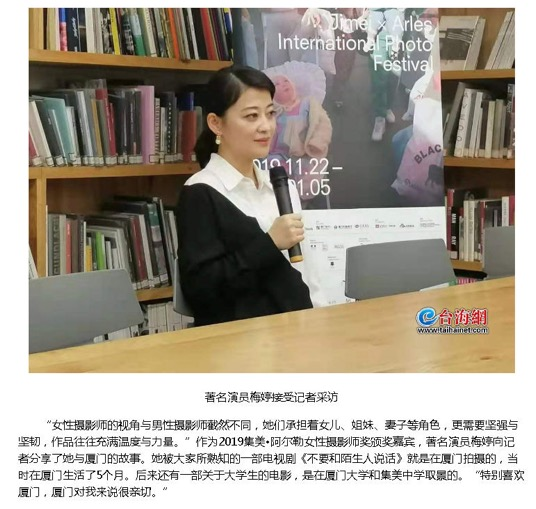 Jimei × Arles
International Photo
Festival
2019.11.22 –
01.05
BLAC
MAN
RAY
台海網
www.taihainet.com
著名演员梅婷接受记者采访
“女性摄影师的视角与男性摄影师截然不同，她们承担着女儿、姐妹、妻子等角色，更需要坚强与
坚韧，作品往往充满温度与力量。”作为2019集美·阿尔勒女性摄影师奖颁奖嘉宾，著名演员梅婷向记
者分享了她与厦门的故事。她被大家所熟知的一部电视剧《不要和陌生人说话》就是在厦门拍摄的，当
时在厦门生活了5个月。后来还有一部关于大学生的电影，是在厦门大学和集美中学取景的。“特别喜欢
厦门，厦门对我来说很亲切。”